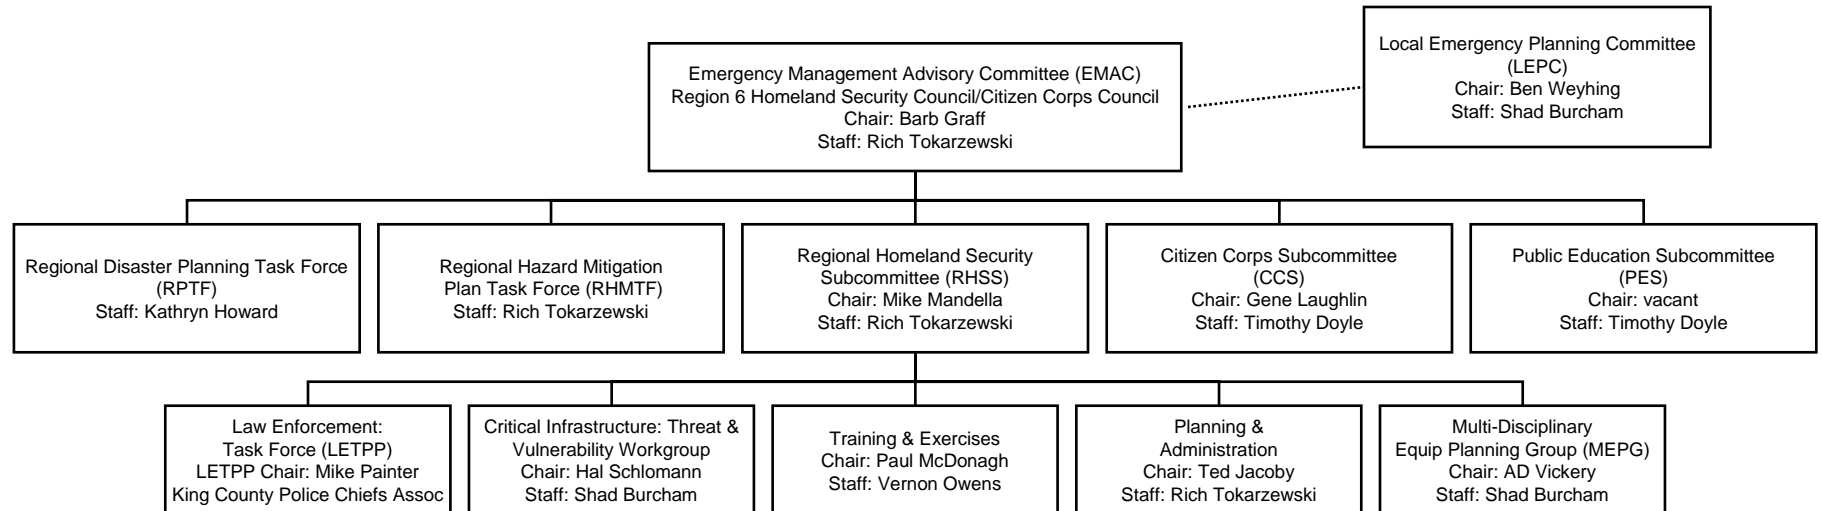 Local Emergency Planning Committee
(LEPC)
Chair: Ben Weyhing
Staff: Shad Burcham
Emergency Management Advisory Committee (EMAC)
Region 6 Homeland Security Council/Citizen Corps Council
Chair: Barb Graff
Staff: Rich Tokarzewski
Regional Disaster Planning Task Force
(RPTF)
Staff: Kathryn Howard
Regional Hazard Mitigation
Plan Task Force (RHMTF)
Staff: Rich Tokarzewski
Regional Homeland Security
Subcommittee (RHSS)
Chair: Mike Mandella
Staff: Rich Tokarzewski
Citizen Corps Subcommittee
(CCS)
Chair: Gene Laughlin
Staff: Timothy Doyle
Public Education Subcommittee
(PES)
Chair: vacant
Staff: Timothy Doyle
Law Enforcement:
Task Force (LETPP)
LETPP Chair: Mike Painter
King County Police Chiefs Assoc
Critical Infrastructure: Threat &
Vulnerability Workgroup
Chair: Hal Schlomann
Staff: Shad Burcham
Training & Exercises
Chair: Paul McDonagh
Staff: Vernon Owens
Planning &
Administration
Chair: Ted Jacoby
Staff: Rich Tokarzewski
Multi-Disciplinary
Equip Planning Group (MEPG)
Chair: AD Vickery
Staff: Shad Burcham